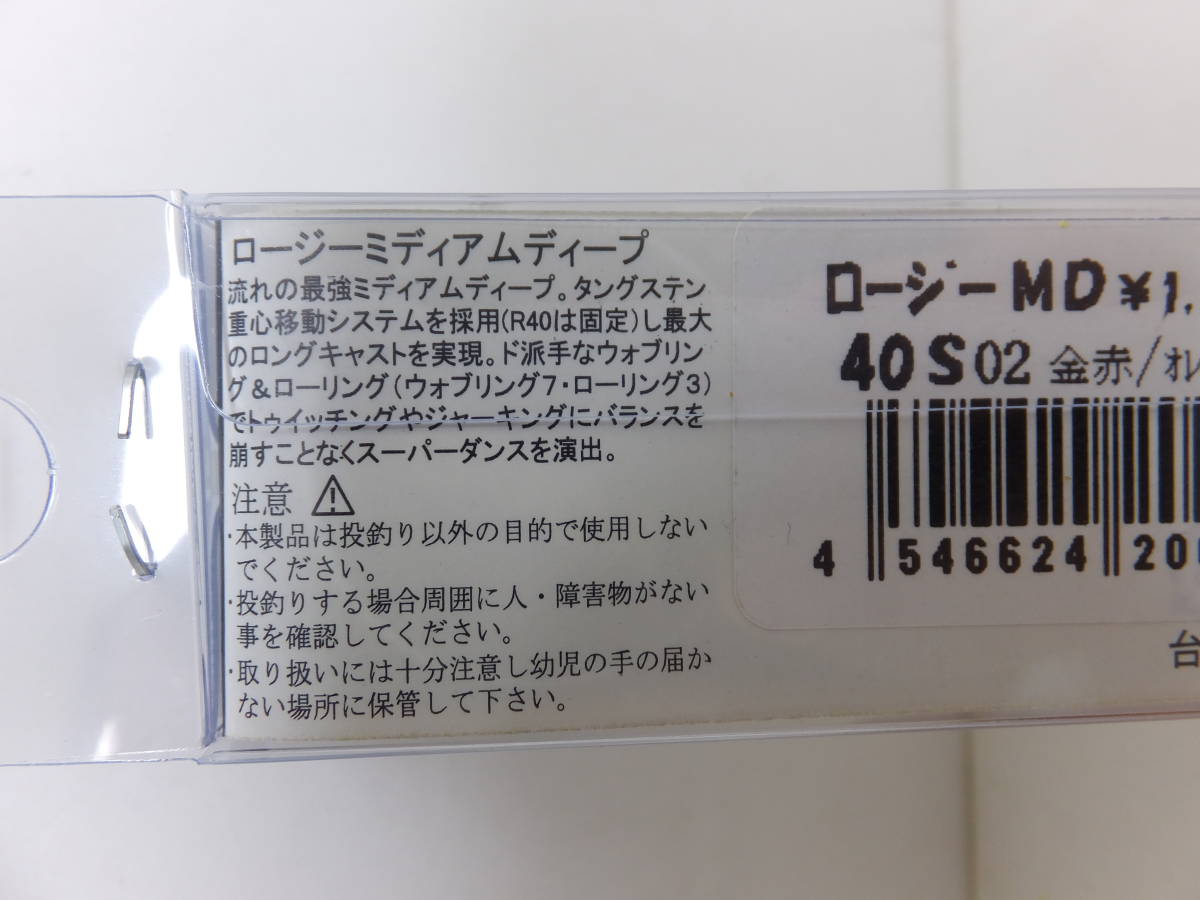 ロージーミディアムディープ
流れの最強ミディアムディープ。タングステン
重心移動システムを採用(R40は固定)し最大
のロングキャストを実現。ド派手なウォブリン
グ&ローリング(ウォブリング7・ローリング3)
でトゥイッチングやジャーキングにバランスを
崩すことなくスーパーダンスを演出。
注意
・本製品は投釣り以外の目的で使用しない
でください。
・投釣りする場合周囲に人・障害物がない
事を確認してください。
・取り扱いには十分注意し幼児の手の届か
ない場所に保管して下さい。
ロージーMD ¥1,
40S02 金赤/オレ
4 546624 20
台